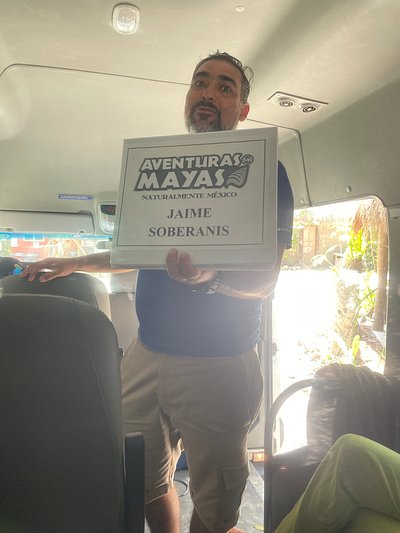 AVENTURAS
MAYAS
NATURALMENTE MÉXICO
JAIME
SOBERANIS